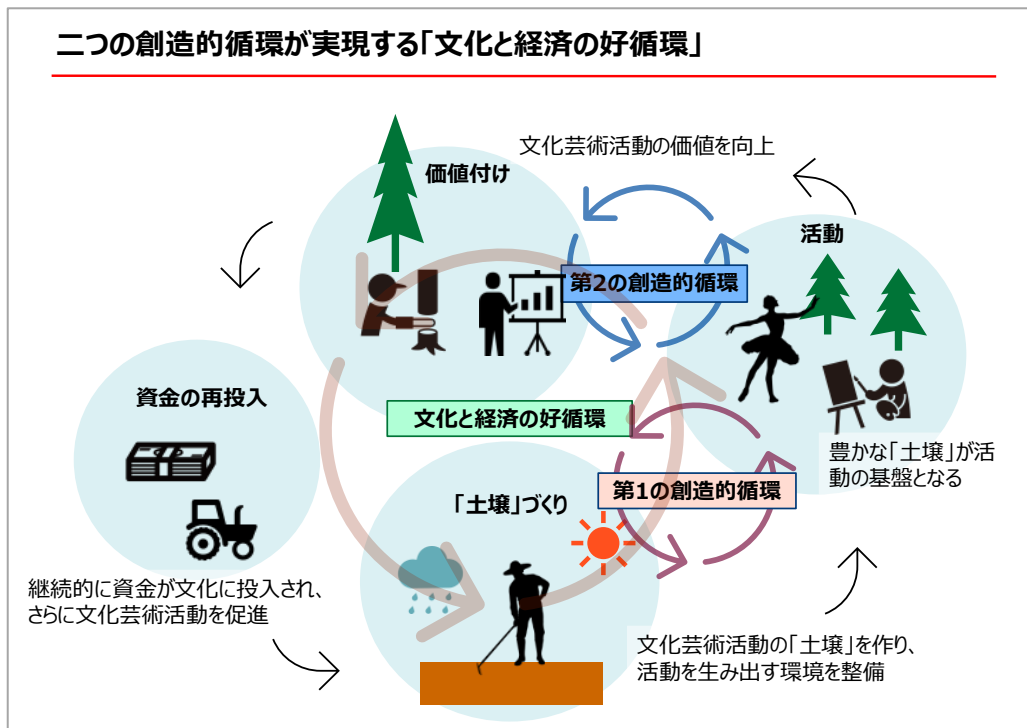 二つの創造的循環が実現する「文化と経済の好循環」
文化芸術活動の価値を向上
価値付け
活動
第2の創造的循環
資金の再投入
文化と経済の好循環
豊かな「土壌」が活
動の基盤となる
第1の創造的循環
「土壌」づくり
継続的に資金が文化に投入され、
さらに文化芸術活動を促進
文化芸術活動の「土壌」を作り、
活動を生み出す環境を整備